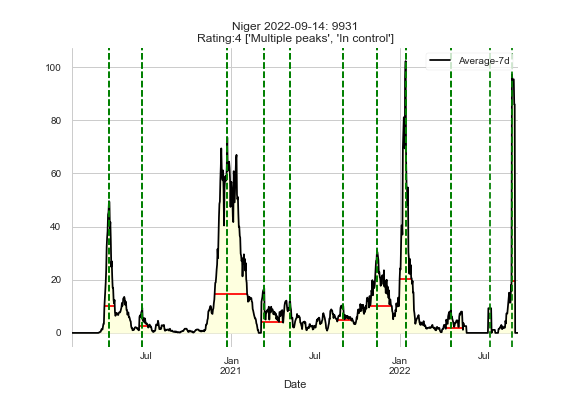 Niger 2022-09-14: 9931
Rating:4 ['Multiple peaks', 'In control']
Average-7d
100
80
60
40
20
0
Jul
Jan
2021
Jul
Jan
2022
Jul
Date